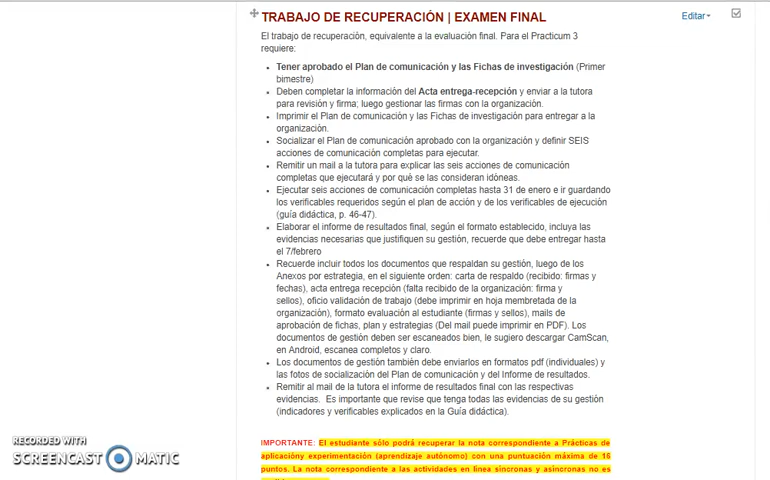 TRABAJO DE RECUPERACIÓN | EXAMEN FINAL
Editar
El trabajo de recuperación, equivalente a la evaluación final. Para el Practicum 3
requiere:
Tener aprobado el Plan de comunicación y las Fichas de investigación (Primer
bimestre)
Deben completar la información del Acta entrega-recepción y enviar a la tutora
para revisión y firma; luego gestionar las firmas con la organización.
Imprimir el Plan de comunicación y las Fichas de investigación para entregar a la
organización.
Socializar el Plan de comunicación aprobado con la organización y definir SEIS
acciones de comunicación completas para ejecutar.
Remitir un mail a la tutora para explicar las seis acciones de comunicación
completas que ejecutará y por qué se las consideran idóneas.
Ejecutar seis acciones de comunicación completas hasta 31 de enero e ir guardando
los verificables requeridos según el plan de acción y de los verificables de ejecución
(guía didáctica, p. 46-47).
Elaborar el informe de resultados final, según el formato establecido, incluya las
evidencias necesarias que justifiquen su gestión, recuerde que debe entregar hasta
el 7/febrero
Recuerde incluir todos los documentos que respaldan su gestión, luego de los
Anexos por estrategia, en el siguiente orden: carta de respaldo (recibido: firmas y
fechas), acta entrega recepción (falta recibido de la organización: firma y
sellos), oficio validación de trabajo (debe imprimir en hoja membretada de la
organización), formato evaluación al estudiante (firmas y sellos), mails de
aprobación de fichas, plan y estrategias (Del mail puede imprimir en PDF). Los
documentos de gestión deben ser escaneados bien, le sugiero descargar CamScan,
en Android, escanea completos y claro.
Los documentos de gestión también debe enviarlos en formatos pdf (individuales) y
las fotos de socialización del Plan de comunicación y del Informe de resultados.
Remitir al mail de la tutora el informe de resultados final con las respectivas
evidencias. Es importante que revise que tenga todas las evidencias de su gestión
(indicadores y verificables explicados en la Guía didáctica).
IMPORTANTE: El estudiante sólo podrá recuperar la nota correspondiente a Prácticas de
aplicacióny experimentación (aprendizaje autónomo) con una puntuación máxima de 16
puntos. La nota correspondiente a las actividades en línea síncronas y asíncronas no es
RECORDED WITH
SCREENCAST MATIC